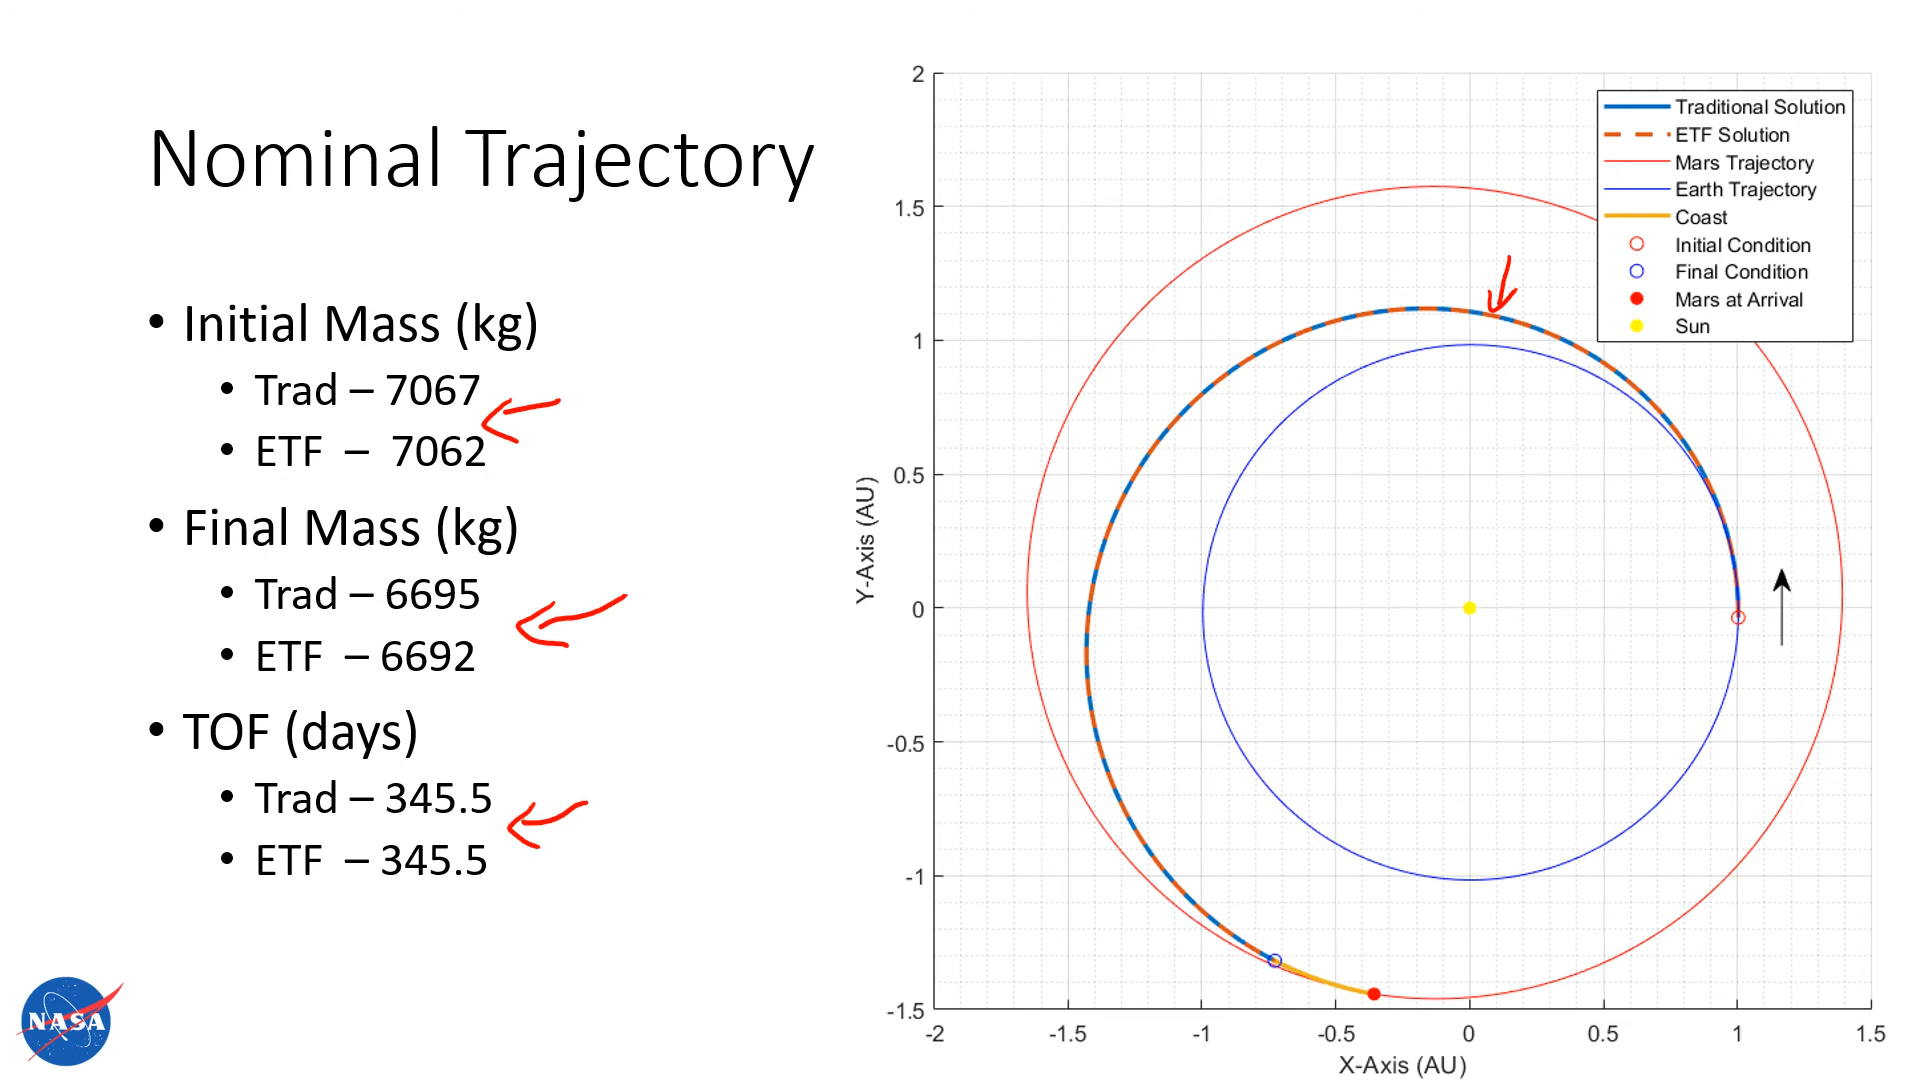 Nominal Trajectory
• Initial Mass (kg)
• Trad – 7067
• ETF – 7062
• Final Mass (kg)
• Trad – 6695
• ETF – 6692
• TOF (days)
• Trad – 345.5
• ETF – 345.5
NASA
Traditional Solution
ETF Solution
Mars Trajectory
Earth Trajectory
Coast
Initial Condition
Final Condition
Mars at Arrival
Sun
Y-Axis (AU)
2
1.5
1
0.5
0
-0.5
-1
-1.5
-2 -1.5 -1 -0.5 0 0.5 1 1.5
X-Axis (AU)